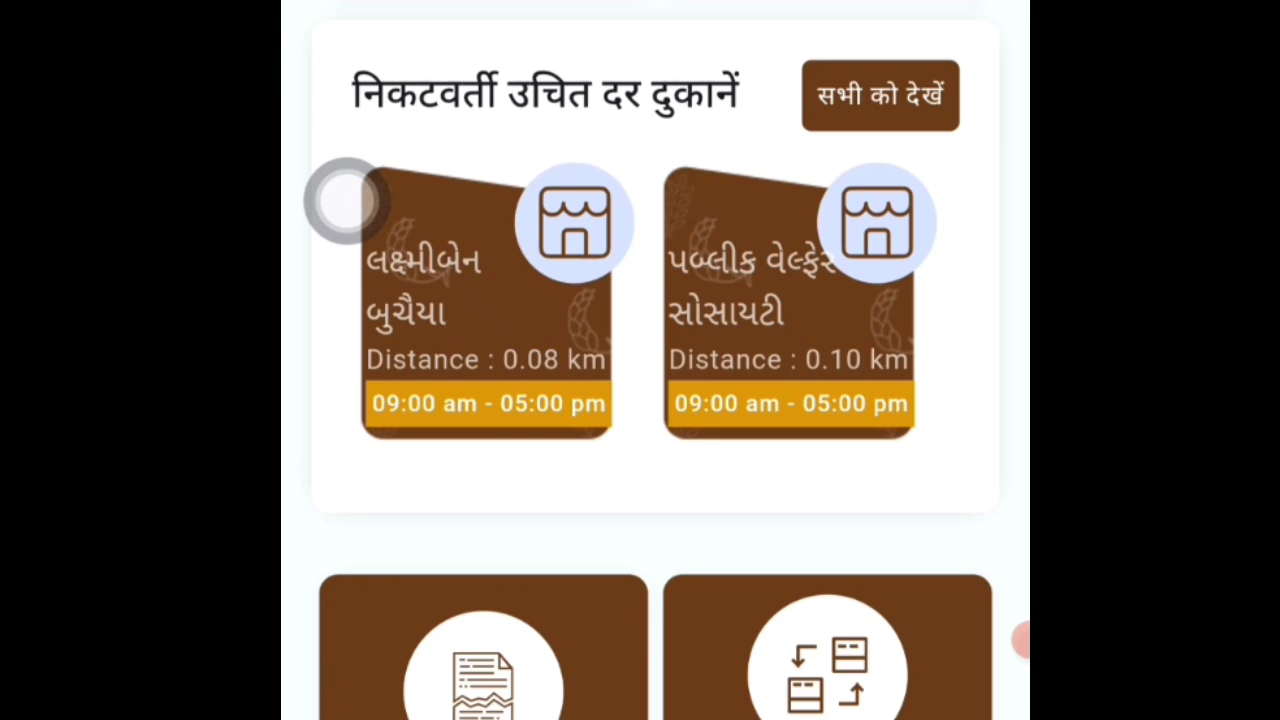 निकटवर्ती उचित दर दुकानें
सभी को देखें
લક્ષ્મીબેન
બુચૈયા
Distance : 0.08 km
09:00 am - 05:00 pm
પબ્લીક વેલ્ફેર
સોસાયટી
Distance : 0.10 km
09:00 am - 05:00 pm